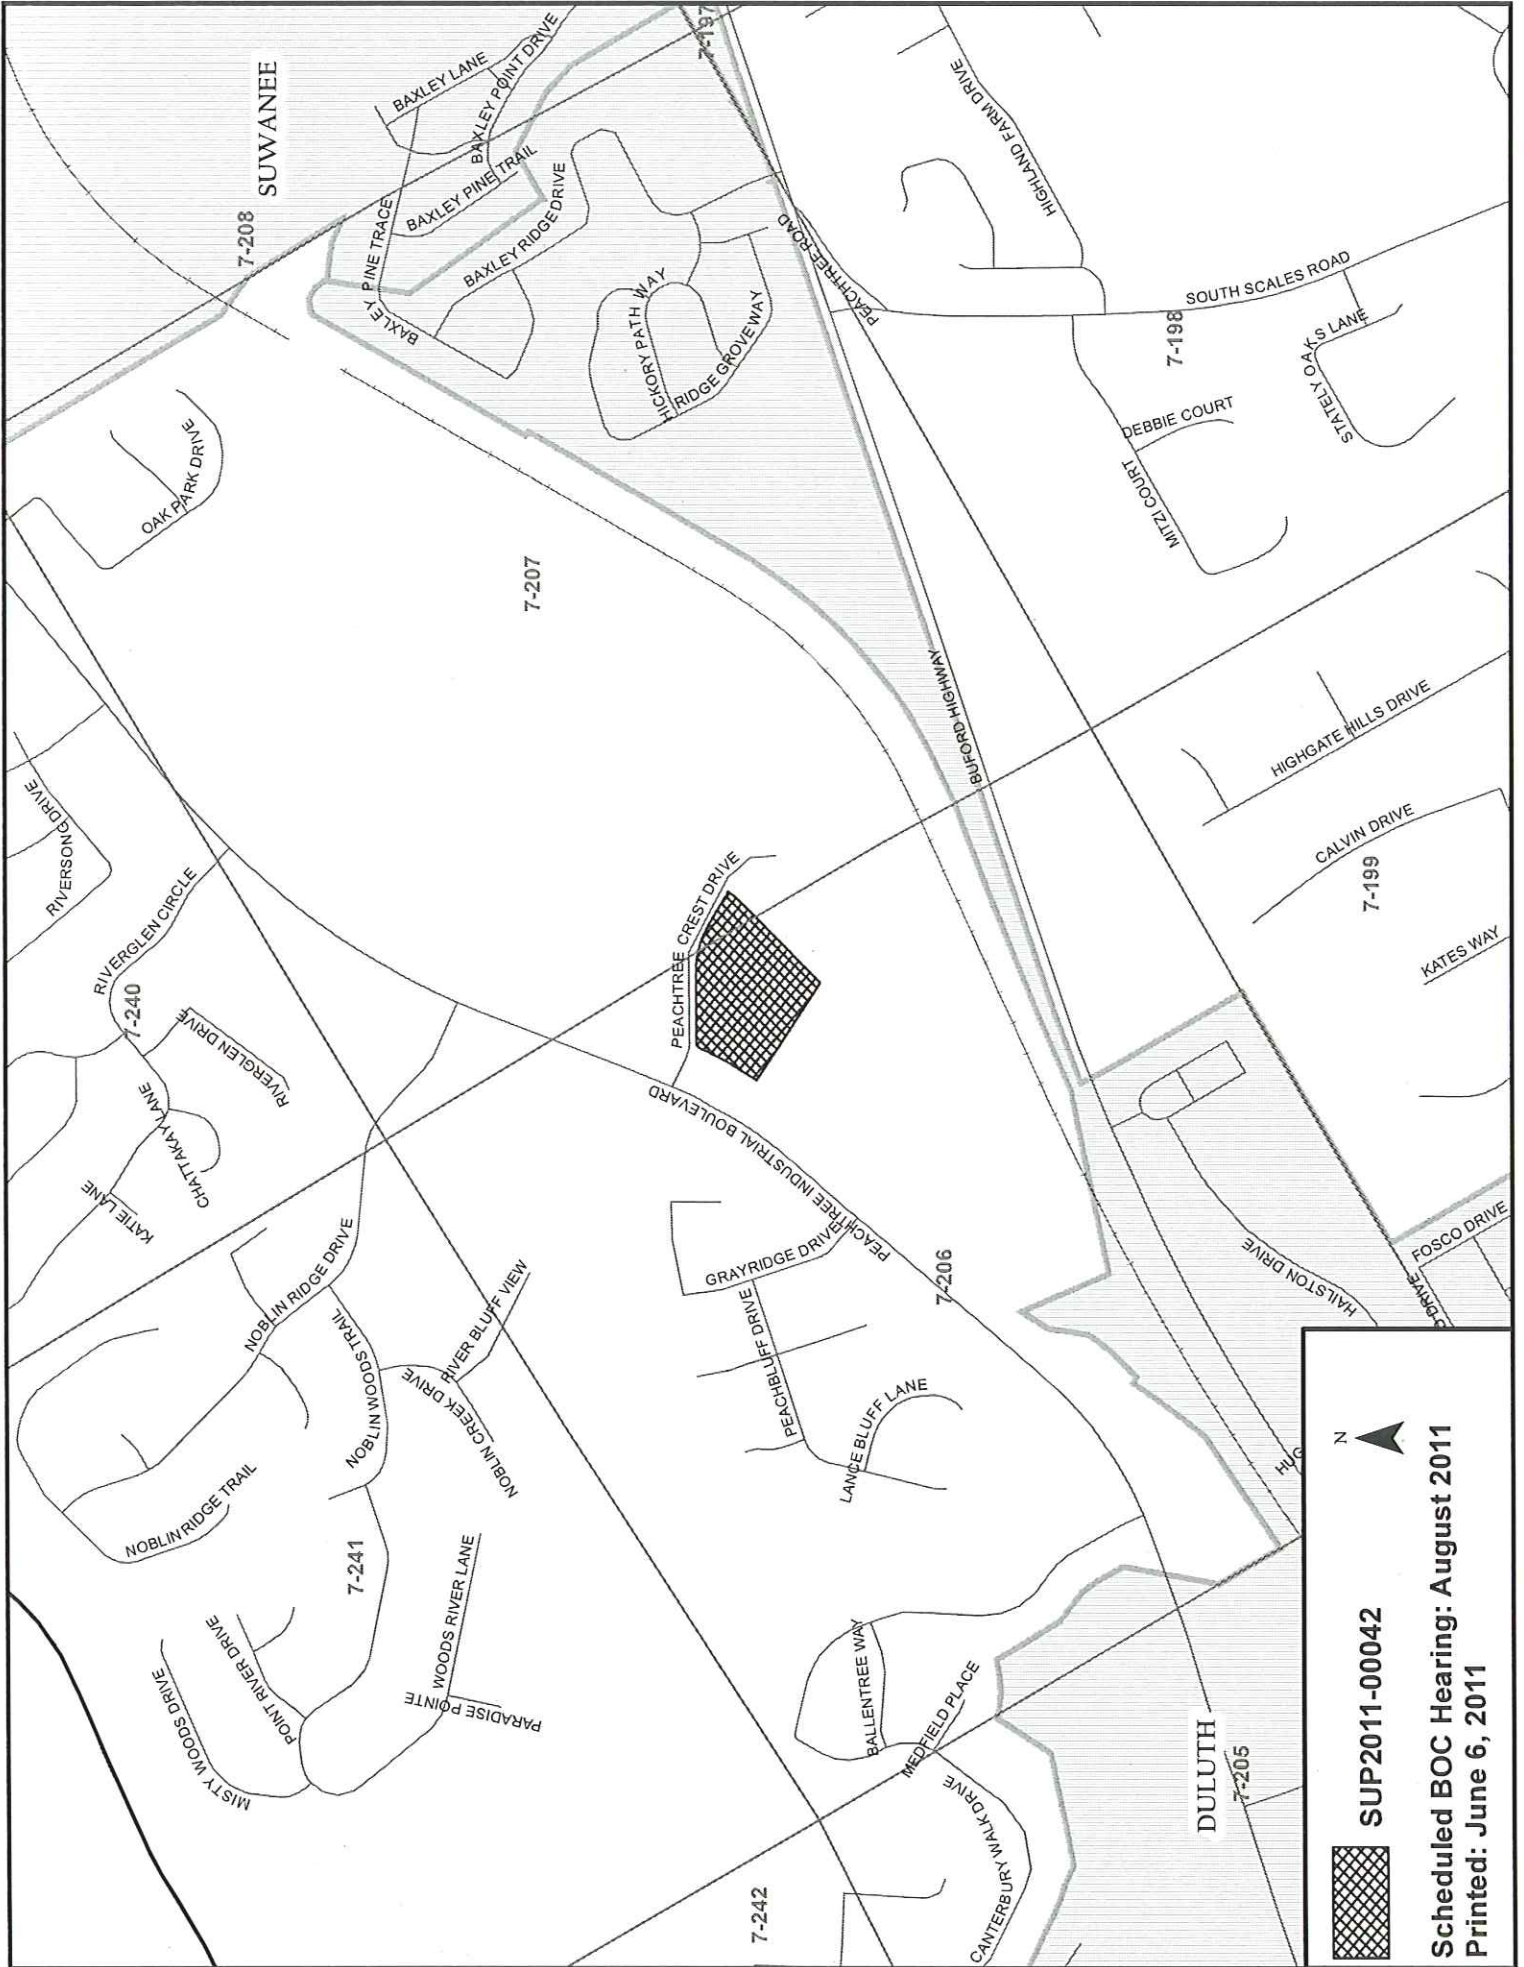 SUWANEE
7-208
7-197
BAXLEY LANE
BAXLEY POINT DRIVE
BAXLEY PINE TRACE
BAXLEY PINE TRAIL
BAXLEY RIDGE DRIVE
BAXLEY
HICKORY PATH WAY
RIDGE GROVE WAY
PEACHTREE ROAD
HIGHLAND FARM DRIVE
SOUTH SCALES ROAD
7-198
STATELY OAKS LANE
DEBBIE COURT
MITZI COURT
OAK PARK DRIVE
7-207
BUFORD HIGHWAY
HIGHGATE HILLS DRIVE
CALVIN DRIVE
7-199
KATES WAY
RIVERSONG DRIVE
RIVERGLEN CIRCLE
7-240
RIVERGLEN DRIVE
CHATTAKAY LANE
KATIE LANE
PEACHTREE CREST DRIVE
PEACHTREE INDUSTRIAL BOULEVARD
NOBLIN RIDGE DRIVE
NOBLIN WOODS TRAIL
RIVER BLUFF VIEW
NOBLIN CREEK DRIVE
NOBLIN RIDGE TRAIL
GRAYRIDGE DRIVE
PEACHBLUFF DRIVE
LANCE BLUFF LANE
7-206
HAILSTON DRIVE
FOSCO DRIVE
O DRIVE
HUG
7-241
WOODS RIVER LANE
PARADISE POINTE
POINT RIVER DRIVE
MISTY WOODS DRIVE
BALLENTREE WAY
MEDFIELD PLACE
CANTERBURY WALK DRIVE
7-242
DULUTH
7-205
N
SUP2011-00042
Scheduled BOC Hearing: August 2011
Printed: June 6, 2011